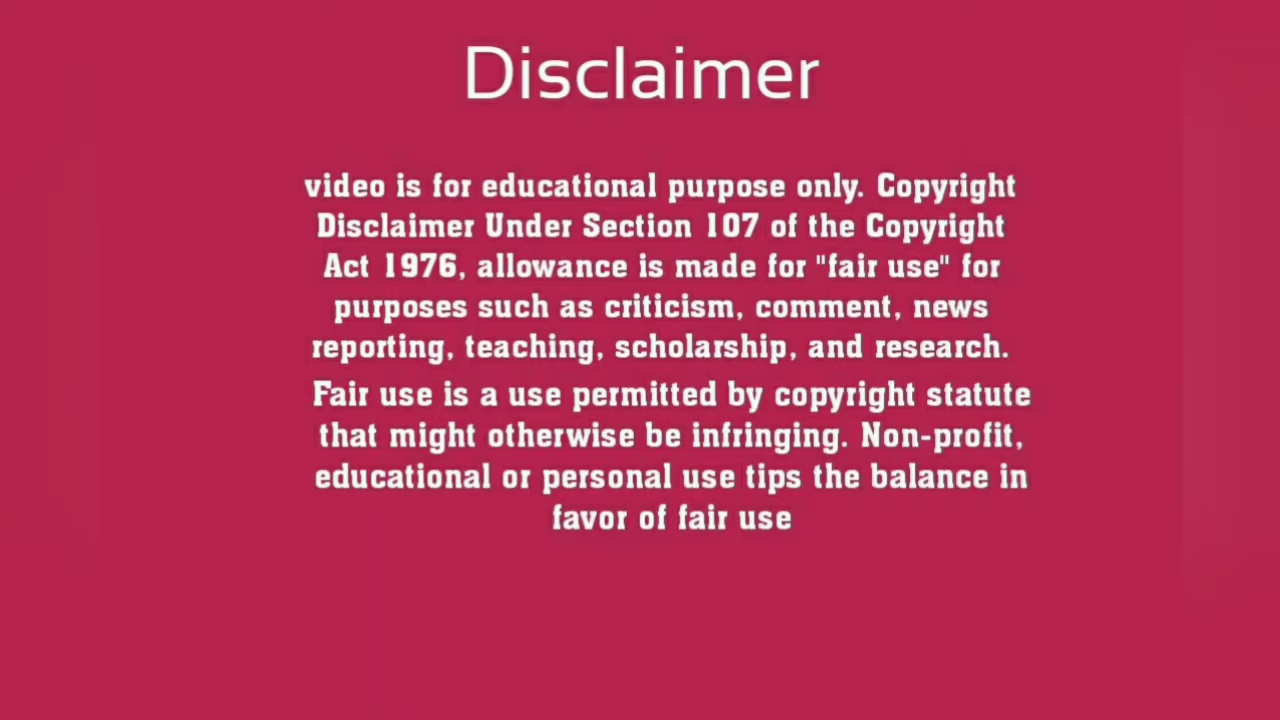 Disclaimer
video is for educational purpose only. Copyright
Disclaimer Under Section 107 of the Copyright
Act 1976, allowance is made for "fair use" for
purposes such as criticism, comment, news
reporting, teaching, scholarship, and research.
Fair use is a use permitted by copyright statute
that might otherwise be infringing. Non-profit,
educational or personal use tips the balance in
favor of fair use